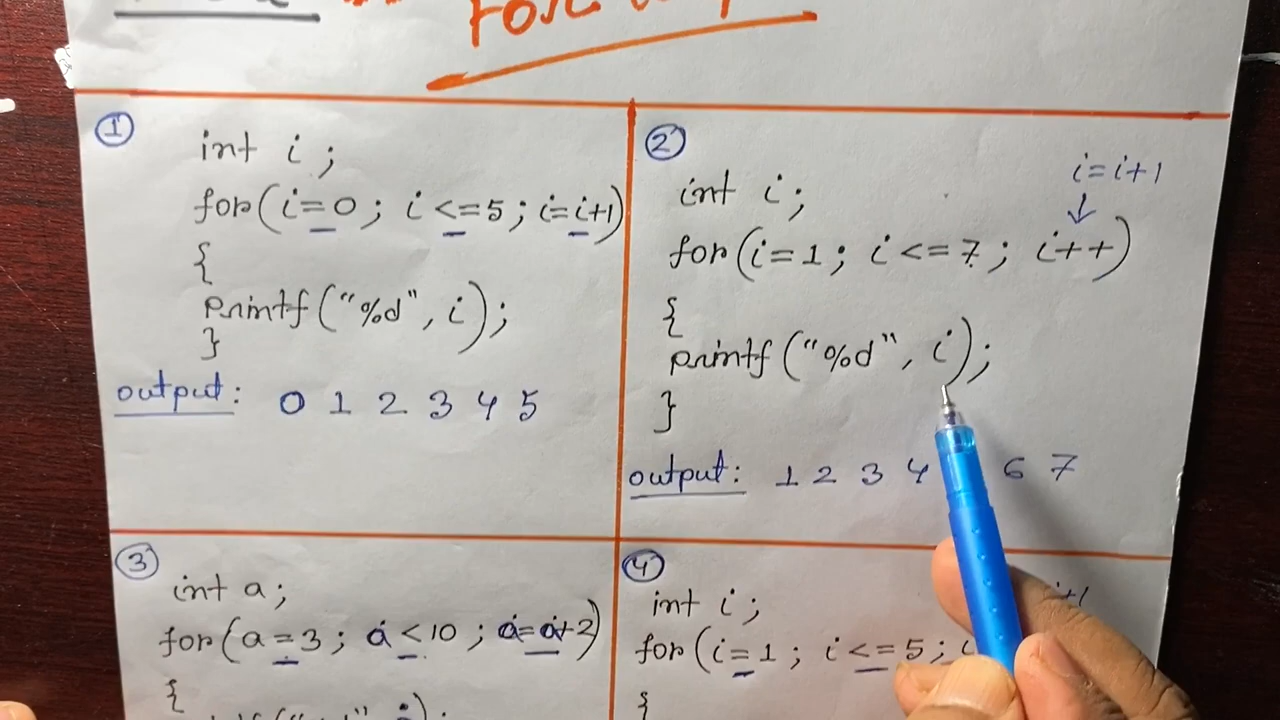 For
①
int i ;
for(i=0; i<=5; i=i+1)
{
printf("%d", i);
}
output: 0 1 2 3 4 5
②
i=i+1
↓
int i;
for(i=1; i<=7; i++)
{
printf("%d", i);
}
output: 1 2 3 4 6 7
③
int a;
for(a=3; a<10; a=a+2)
{
④
int i;
+1
for(i=1; i<=5;
{